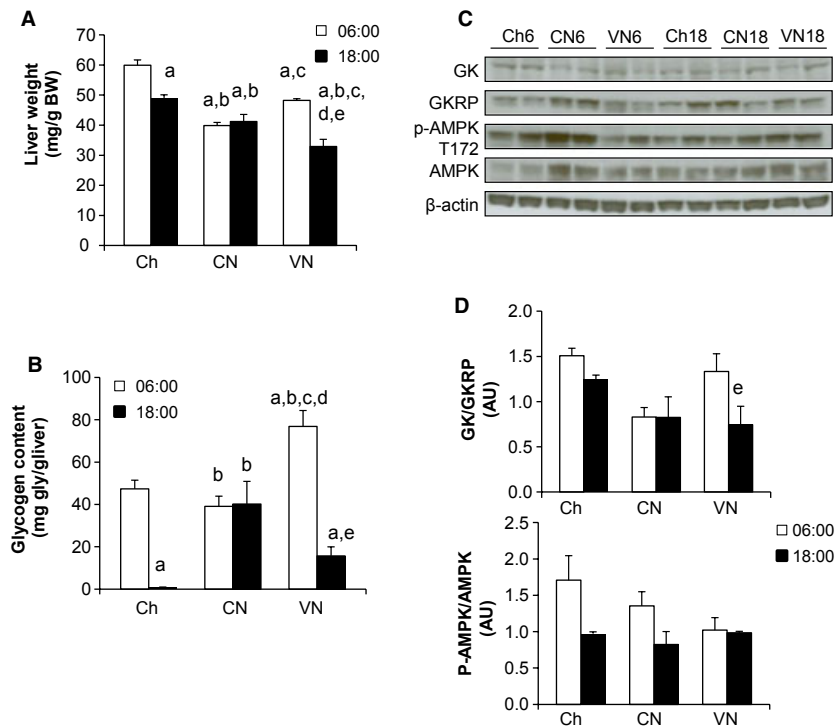 A
06:00
18:00
Liver weight
(mg/g BW)
70
60
50
40
30
20
10
0
a
a,b
a,b
a,c
a,b,c,
d,e
Ch
CN
VN
B
06:00
18:00
Glycogen content
(mg gly/gliver)
100
80
60
40
20
0
a
b
b
a,b,c,d
a,e
Ch
CN
VN
C
Ch6 CN6 VN6 Ch18 CN18 VN18
GK
GKRP
p-AMPK
T172
AMPK
β-actin
D
GK/GKRP
(AU)
2.0
1.5
1.0
0.5
0.0
e
Ch
CN
VN
P-AMPK/AMPK
(AU)
2.5
2.0
1.5
1.0
0.5
0.0
06:00
18:00
Ch
CN
VN